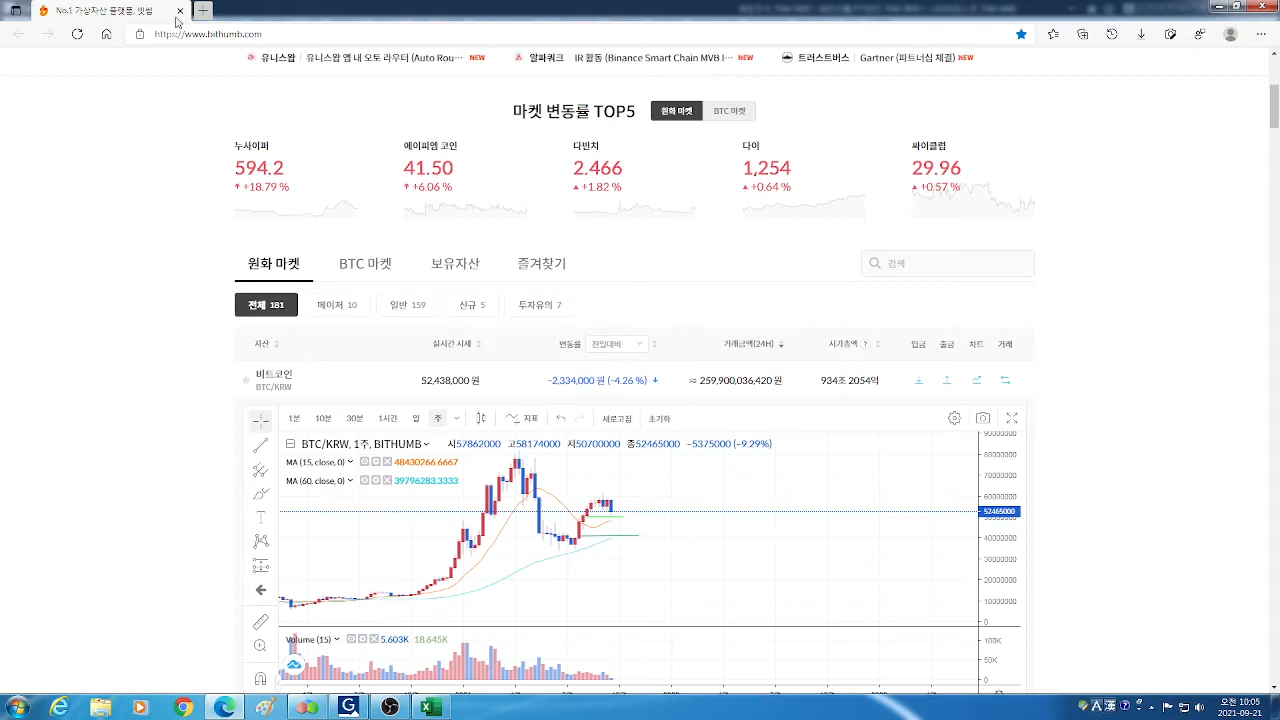 No.1 가상자산 플랫폼, 빗썸
https://www.bithumb.com
유니스왑 유니스왑 앱 내 오토 라우터 (Auto Rou··· NEW
알파쿼크 IR 활동 (Binance Smart Chain MVB I··· NEW
트러스트버스 Gartner (파트너십 체결) NEW
마켓 변동률 TOP5 원화 마켓 BTC 마켓
누사이퍼 에이피엠 코인 다빈치 다이 싸이클럽
594.2 41.50 2.466 1,254 29.96
+18.79 % +6.06 % +1.82 % +0.64 % +0.57 %
원화 마켓 BTC 마켓 보유자산 즐겨찾기 검색
전체 181 메이저 10 일반 159 신규 5 투자유의 7
자산 실시간 시세 변동률 전일대비 거래금액(24H) 시가총액 ? 입금 출금 차트 거래
비트코인
BTC/KRW
52,438,000 원 -2,334,000 원 (-4.26 %) ≈ 259,900,036,420 원 934조 2054억
1분 10분 30분 1시간 일 주 지표 새로고침 초기화
BTC/KRW, 1주, BITHUMB 시57862000 고58174000 저50700000 종52465000 -5375000 (-9.29%)
MA (15, close, 0) 48430266.6667
MA (60, close, 0) 39796283.3333
90000000
80000000
70000000
60000000
52465000
40000000
30000000
20000000
10000000
0
Volume (15) 5.603K 18.645K
100K
50K
0
오전 10:05
2021-09-21